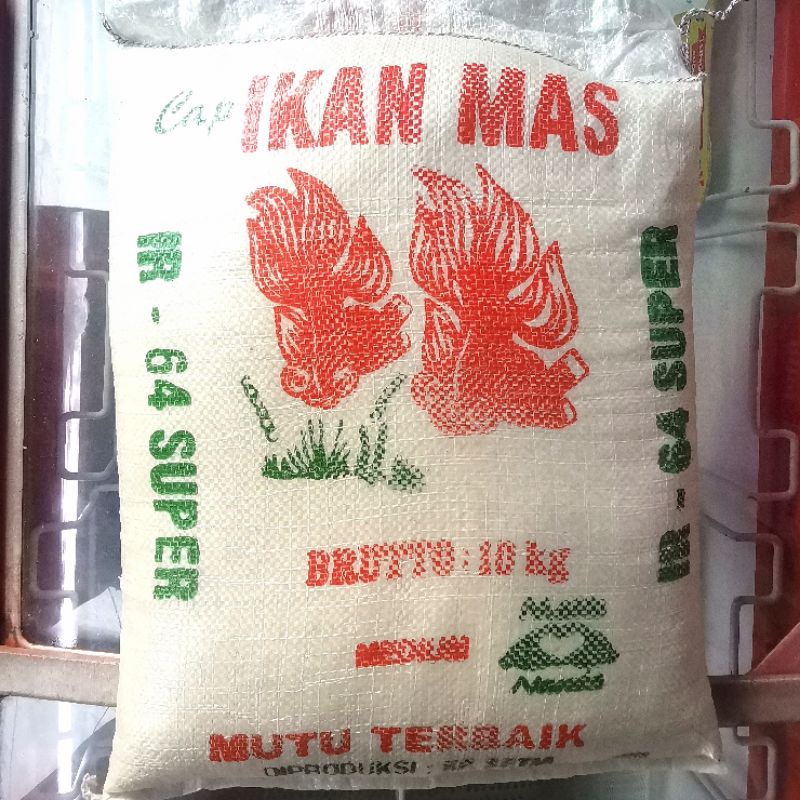 Cap IKAN MAS
IR - 64 SUPER
IR - 64 SUPER
BRUTTO : 10 kg
MEDIUM
MUTU TERBAIK
DIPRODUKSI :